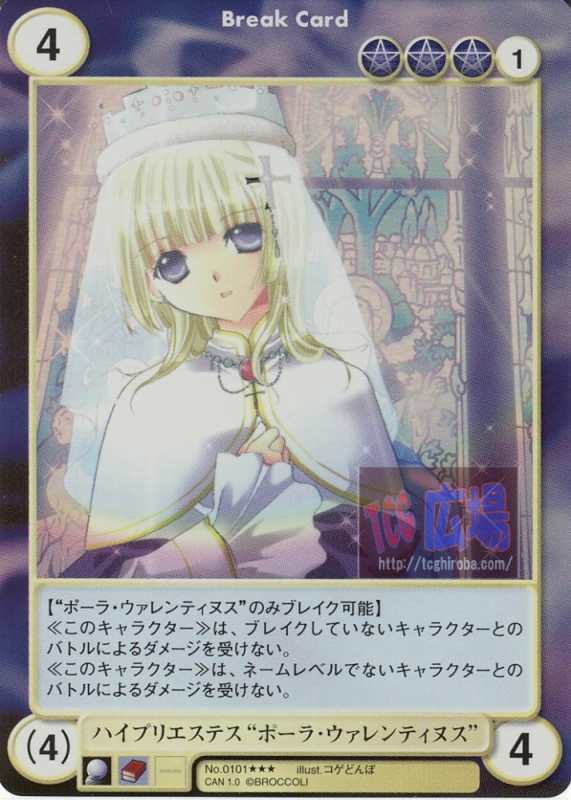 Break Card
4
1
TCG 広場
http://tcghiroba.com/
【“ポーラ・ウァレンティヌス”のみブレイク可能】
≪このキャラクター≫は、ブレイクしていないキャラクターとの
バトルによるダメージを受けない。
≪このキャラクター≫は、ネームレベルでないキャラクターとの
バトルによるダメージを受けない。
(4)
ハイプリエステス“ポーラ・ウァレンティヌス”
4
No.0101★★★ illust.コゲどんぼ
CAN 1.0 ©BROCCOLI